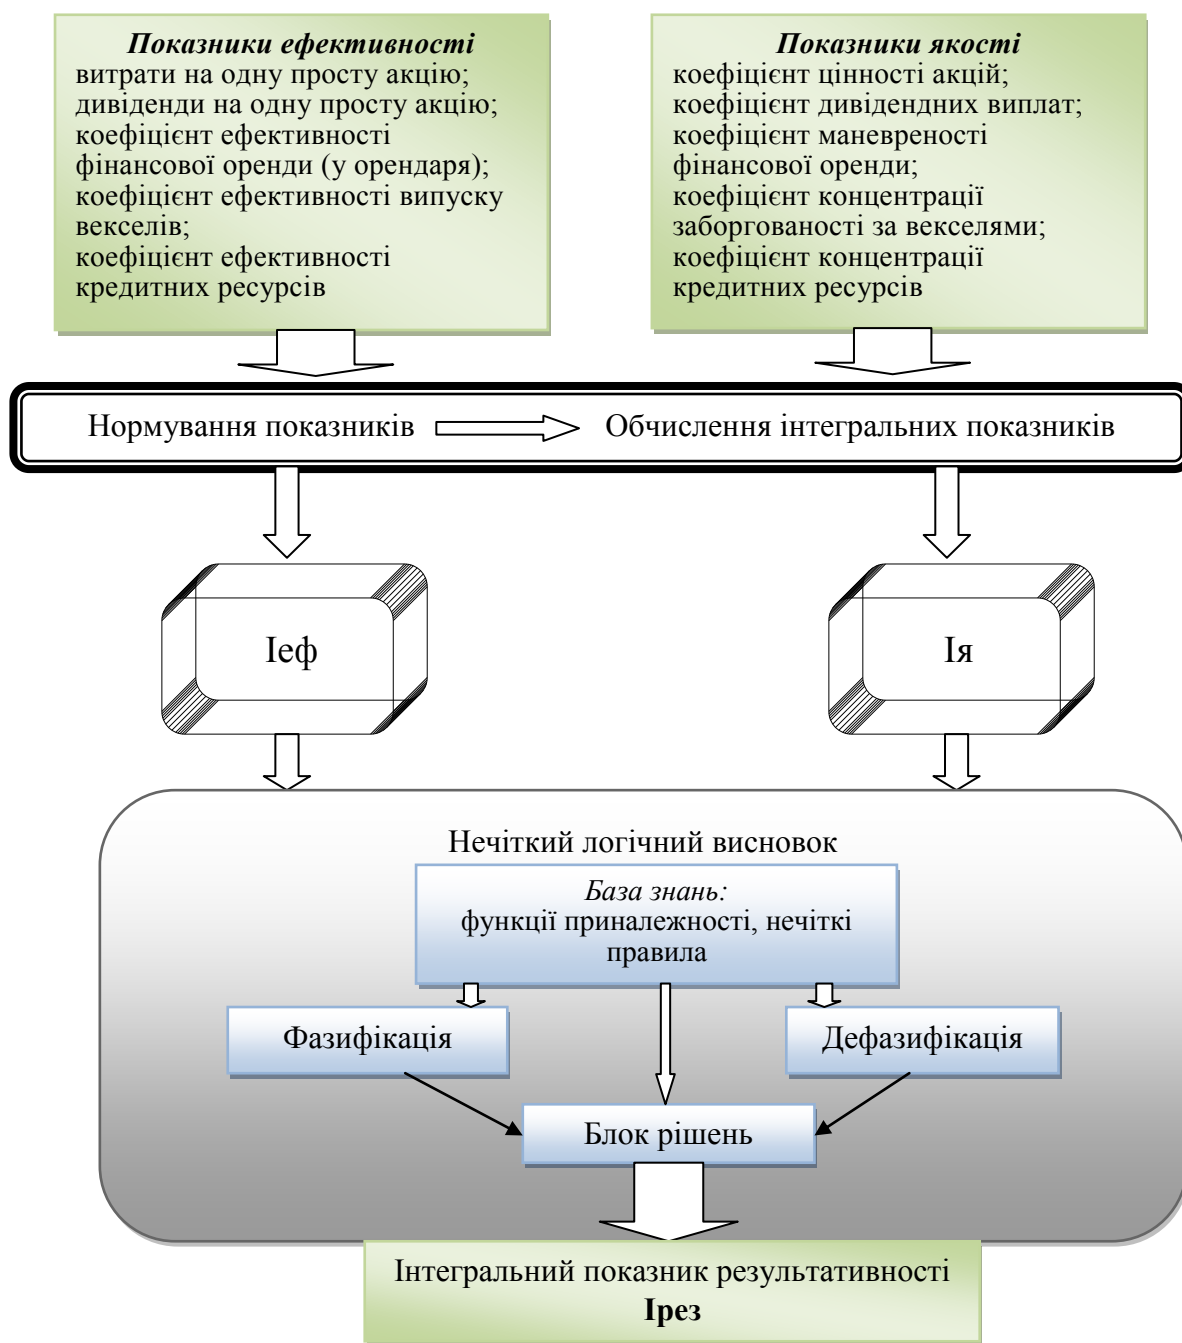 Показники ефективності
витрати на одну просту акцію;
дивіденди на одну просту акцію;
коефіцієнт ефективності
фінансової оренди (у орендаря);
коефіцієнт ефективності випуску
векселів;
коефіцієнт ефективності
кредитних ресурсів
Показники якості
коефіцієнт цінності акцій;
коефіцієнт дивідендних виплат;
коефіцієнт маневреності
фінансової оренди;
коефіцієнт концентрації
заборгованості за векселями;
коефіцієнт концентрації
кредитних ресурсів
Нормування показників
Обчислення інтегральних показників
Іеф
Ія
Нечіткий логічний висновок
База знань:
функції приналежності, нечіткі
правила
Фазифікація
Дефазифікація
Блок рішень
Інтегральний показник результативності
Ірез